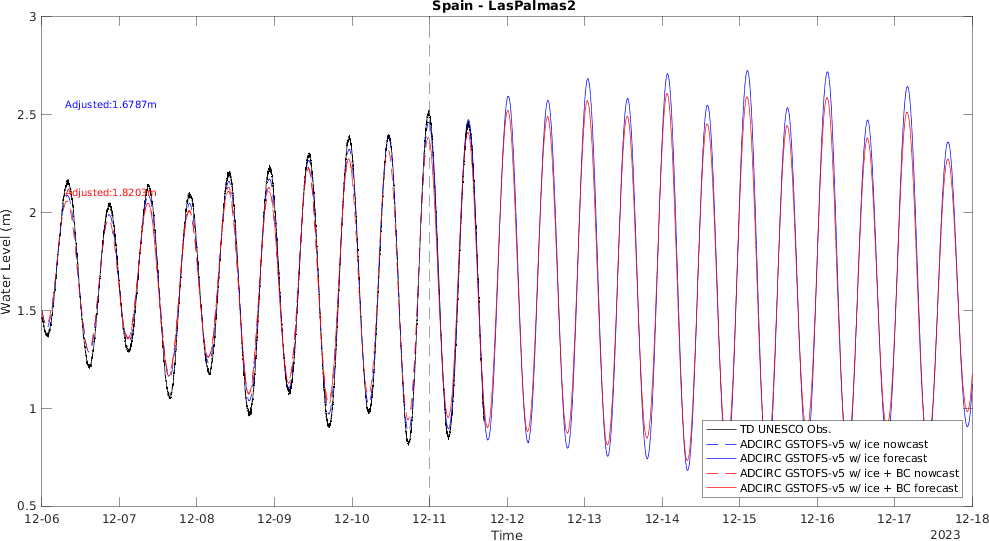 Spain - LasPalmas2
3
2.5
2
1.5
1
0.5
Water Level (m)
Adjusted:1.6787m
Adjusted:1.8203m
TD UNESCO Obs.
ADCIRC GSTOFS-v5 w/ ice nowcast
ADCIRC GSTOFS-v5 w/ ice forecast
ADCIRC GSTOFS-v5 w/ ice + BC nowcast
ADCIRC GSTOFS-v5 w/ ice + BC forecast
12-06 12-07 12-08 12-09 12-10 12-11 12-12 12-13 12-14 12-15 12-16 12-17 12-18
Time
2023